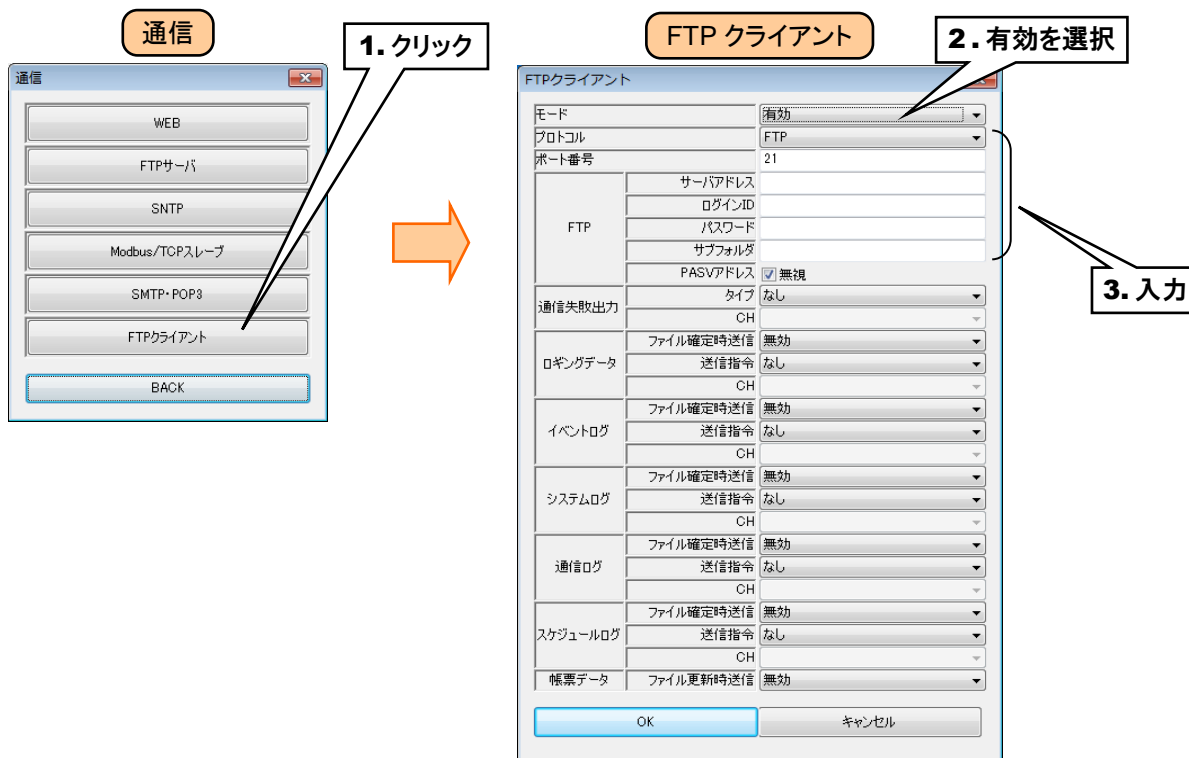 通信
1. クリック
通信
WEB
FTPサーバ
SNTP
Modbus/TCPスレーブ
SMTP・POP3
FTPクライアント
BACK
FTP クライアント
2. 有効を選択
FTPクライアント
モード 有効
プロトコル FTP
ポート番号 21
FTP
サーバアドレス
ログインID
パスワード
サブフォルダ
PASVアドレス 無視
3. 入力
通信失敗出力
タイプ なし
CH
ロギングデータ
ファイル確定時送信 無効
送信指令 なし
CH
イベントログ
ファイル確定時送信 無効
送信指令 なし
CH
システムログ
ファイル確定時送信 無効
送信指令 なし
CH
通信ログ
ファイル確定時送信 無効
送信指令 なし
CH
スケジュールログ
ファイル確定時送信 無効
送信指令 なし
CH
帳票データ ファイル更新時送信 無効
OK キャンセル